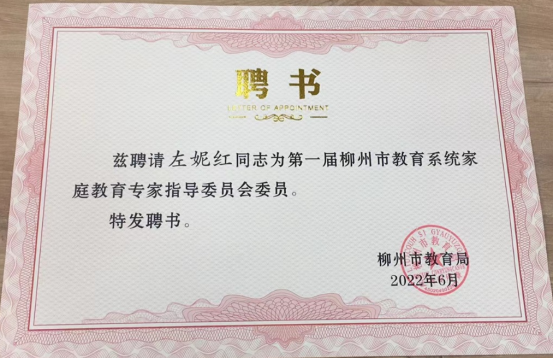 聘书
LETTER OF APPOINTMENT
兹聘请左妮红同志为第一届柳州市教育系统家
庭教育专家指导委员会委员。
特发聘书。
柳州市教育局
2022年6月